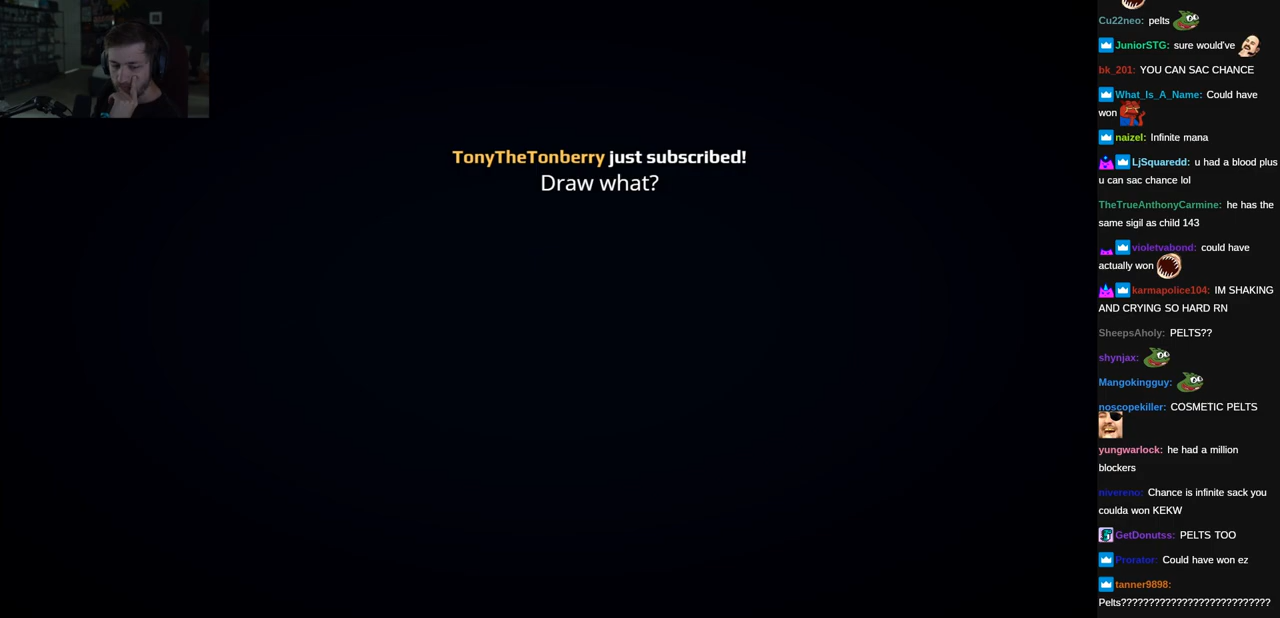 TonyTheTonberry just subscribed!
Draw what?
Cu22neo: pelts
JuniorSTG: sure would've
bk_201: YOU CAN SAC CHANCE
What_Is_A_Name: Could have
won
naizel: Infinite mana
LjSquaredd: u had a blood plus
u can sac chance lol
TheTrueAnthonyCarmine: he has the
same sigil as child 143
violetvabond: could have
actually won
karmapolice104: IM SHAKING
AND CRYING SO HARD RN
SheepsAholy: PELTS??
shynjax:
Mangokingguy:
noscopekiller: COSMETIC PELTS
yungwarlock: he had a million
blockers
nivereno: Chance is infinite sack you
coulda won KEKW
GetDonutss: PELTS TOO
Prorator: Could have won ez
tanner9898:
Pelts???????????????????????????